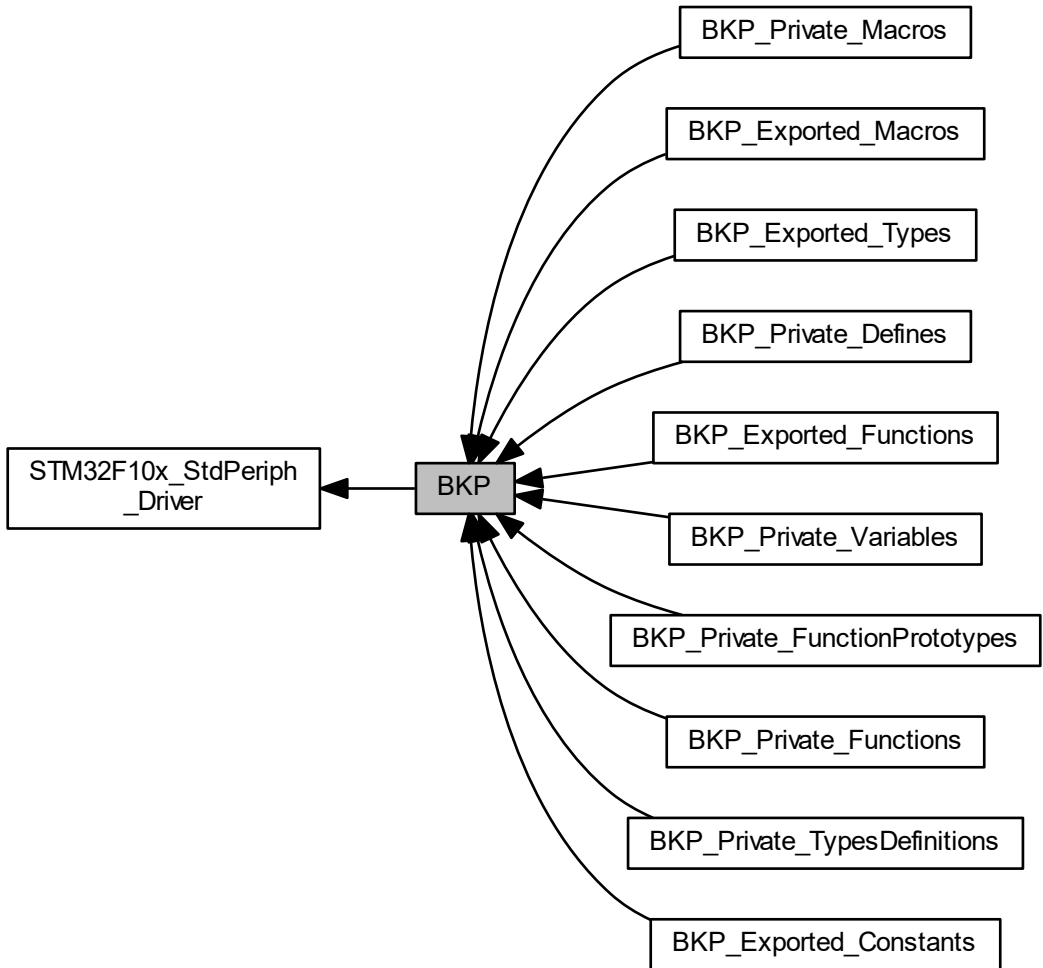 BKP_Private_Macros
BKP_Exported_Macros
BKP_Exported_Types
BKP_Private_Defines
BKP_Exported_Functions
STM32F10x_StdPeriph
_Driver
BKP
BKP_Private_Variables
BKP_Private_FunctionPrototypes
BKP_Private_Functions
BKP_Private_TypesDefinitions
BKP_Exported_Constants